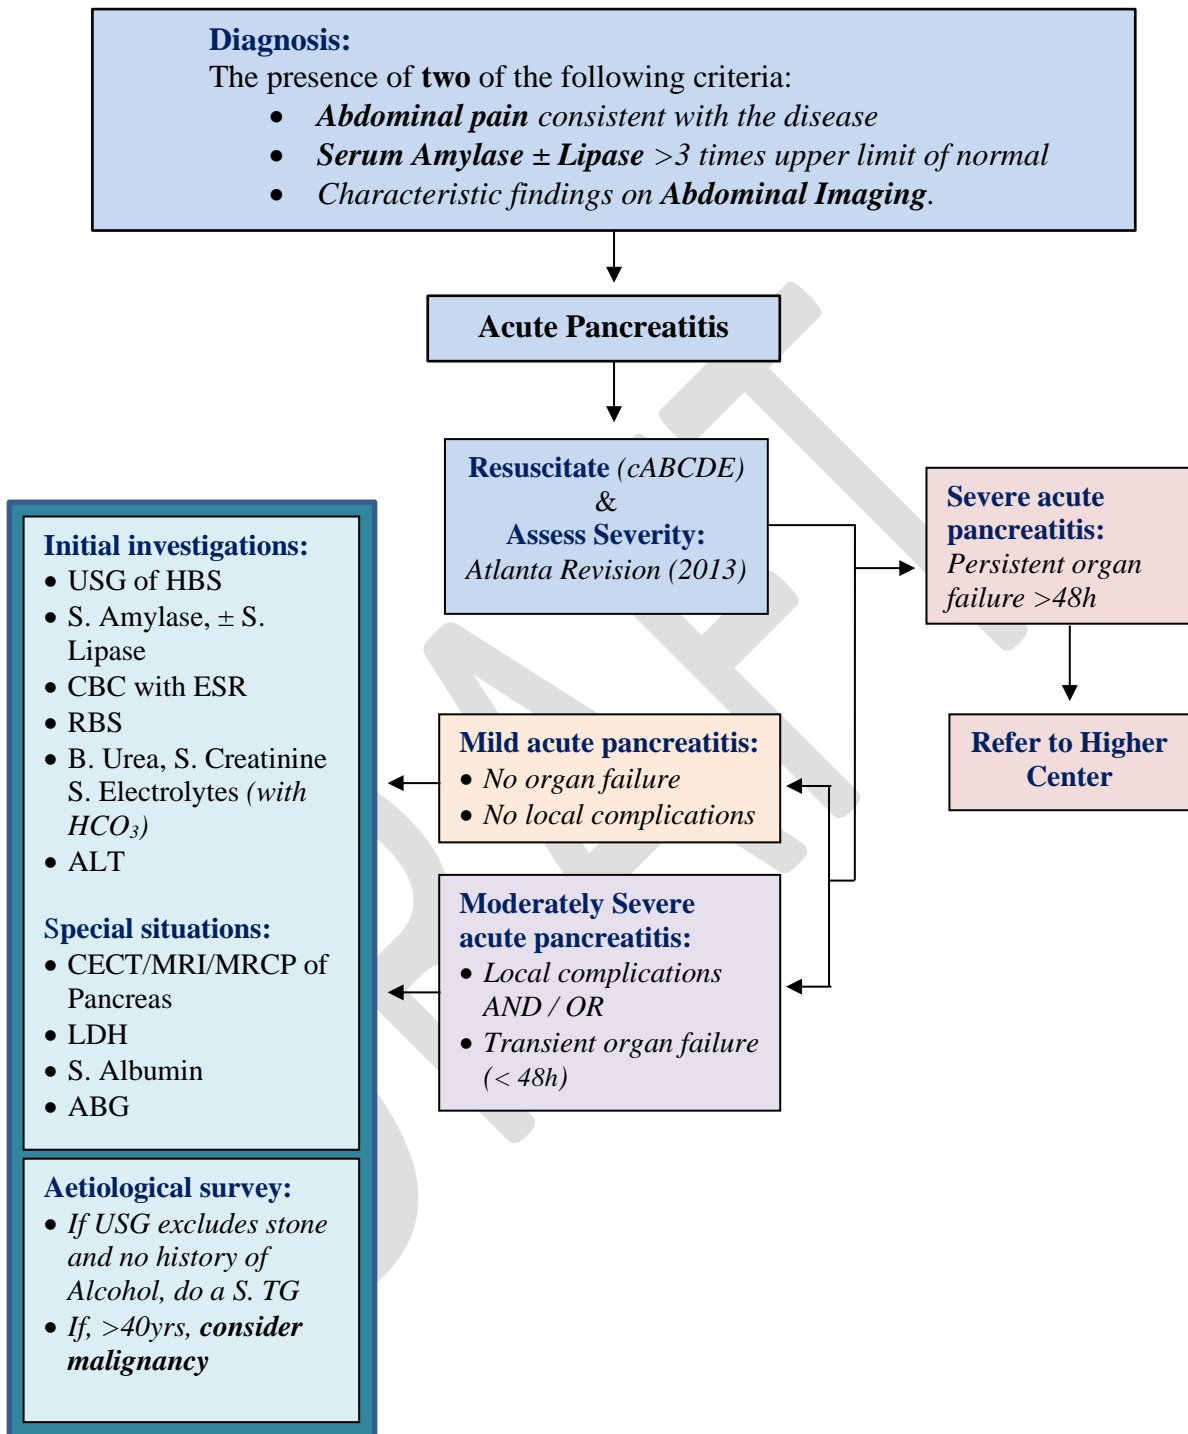 Diagnosis:
The presence of two of the following criteria:
• Abdominal pain consistent with the disease
• Serum Amylase ± Lipase >3 times upper limit of normal
• Characteristic findings on Abdominal Imaging.
Acute Pancreatitis
Resuscitate (cABCDE)
&
Assess Severity:
Atlanta Revision (2013)
Severe acute
pancreatitis:
Persistent organ
failure >48h
Refer to Higher
Center
Mild acute pancreatitis:
• No organ failure
• No local complications
Moderately Severe
acute pancreatitis:
• Local complications
AND / OR
• Transient organ failure
(< 48h)
Initial investigations:
• USG of HBS
• S. Amylase, ± S.
Lipase
• CBC with ESR
• RBS
• B. Urea, S. Creatinine
S. Electrolytes (with
HCO₃)
• ALT
Special situations:
• CECT/MRI/MRCP of
Pancreas
• LDH
• S. Albumin
• ABG
Aetiological survey:
• If USG excludes stone
and no history of
Alcohol, do a S. TG
• If, >40yrs, consider
malignancy
DRAFT